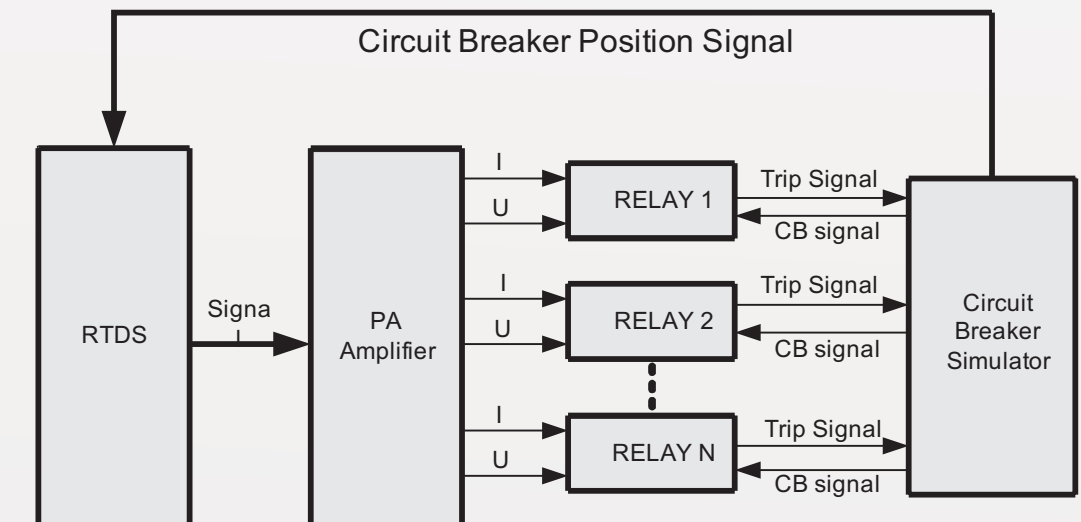 Circuit Breaker Position Signal
RTDS
Signa
l
PA
Amplifier
I
U
RELAY 1
Trip Signal
CB signal
I
U
RELAY 2
Trip Signal
CB signal
I
U
RELAY N
Trip Signal
CB signal
Circuit
Breaker
Simulator